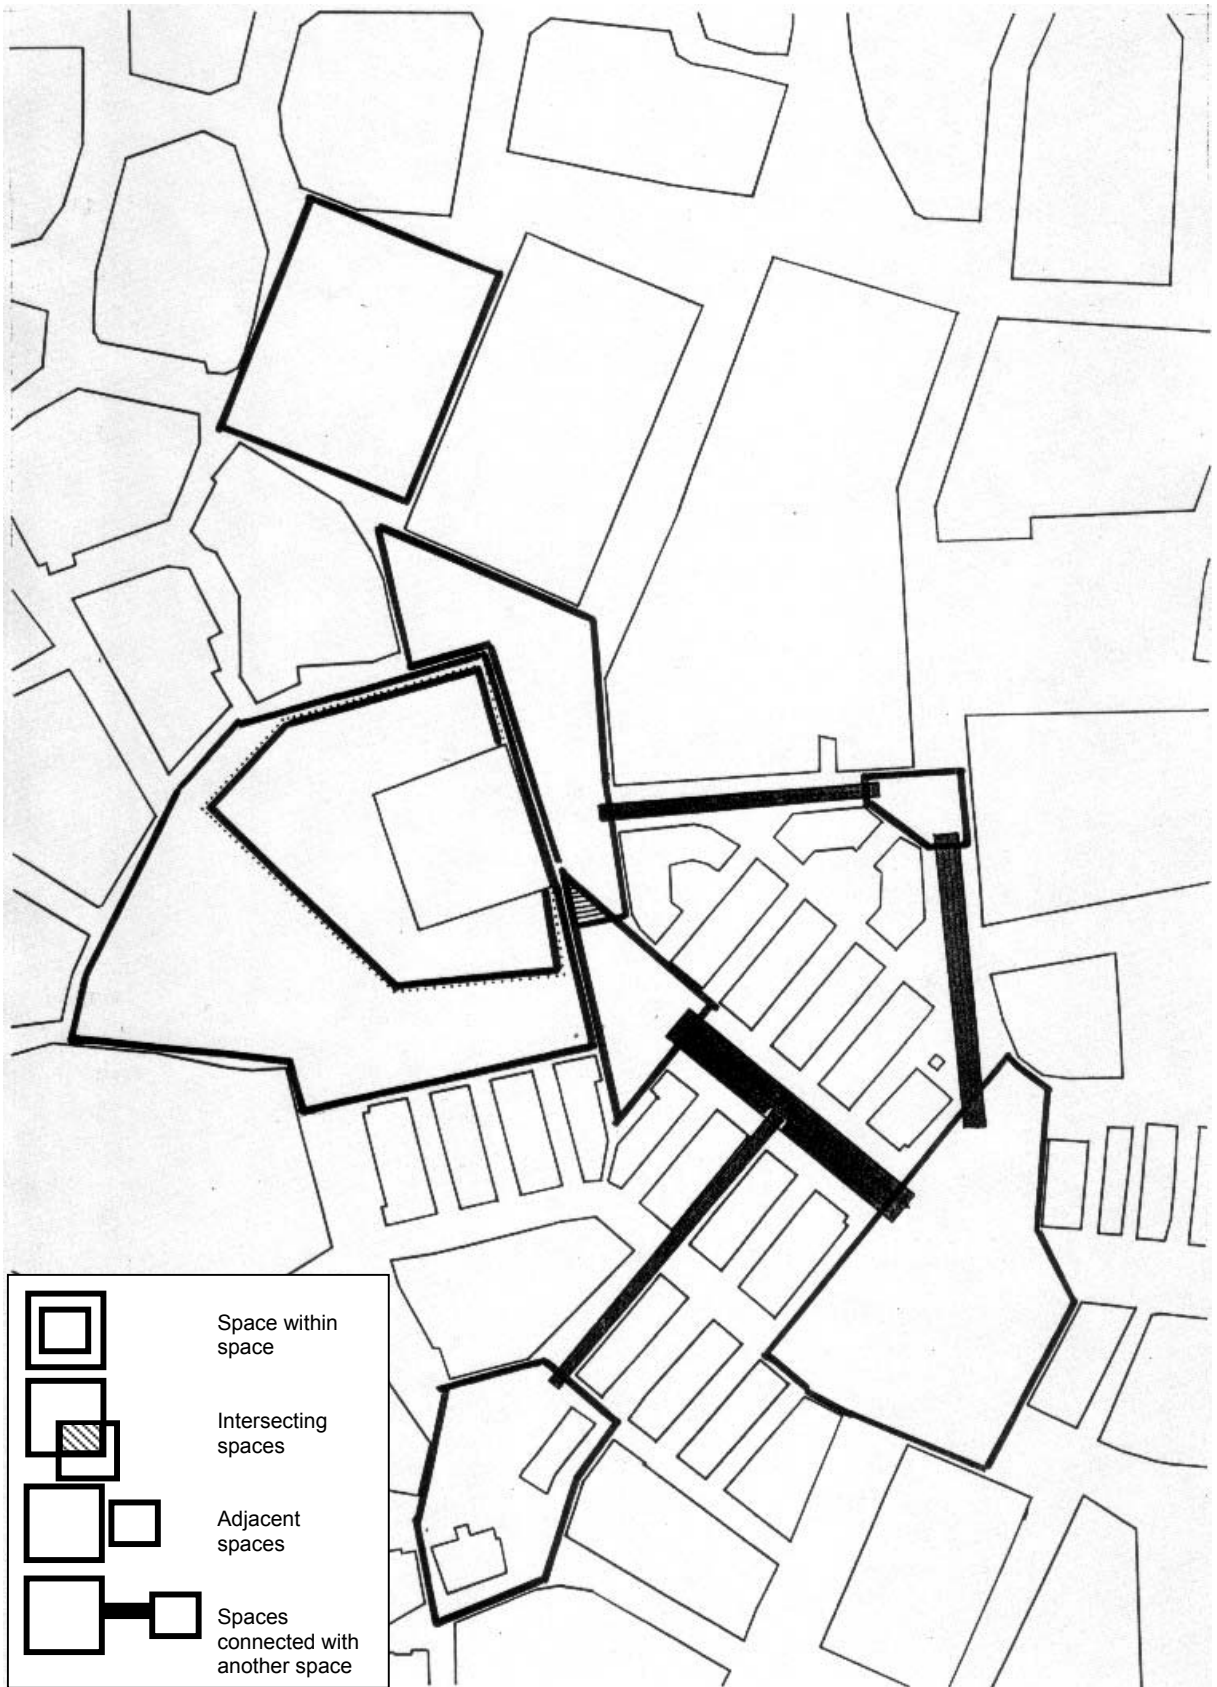 Space within
space
Intersecting
spaces
Adjacent
spaces
Spaces
connected with
another space